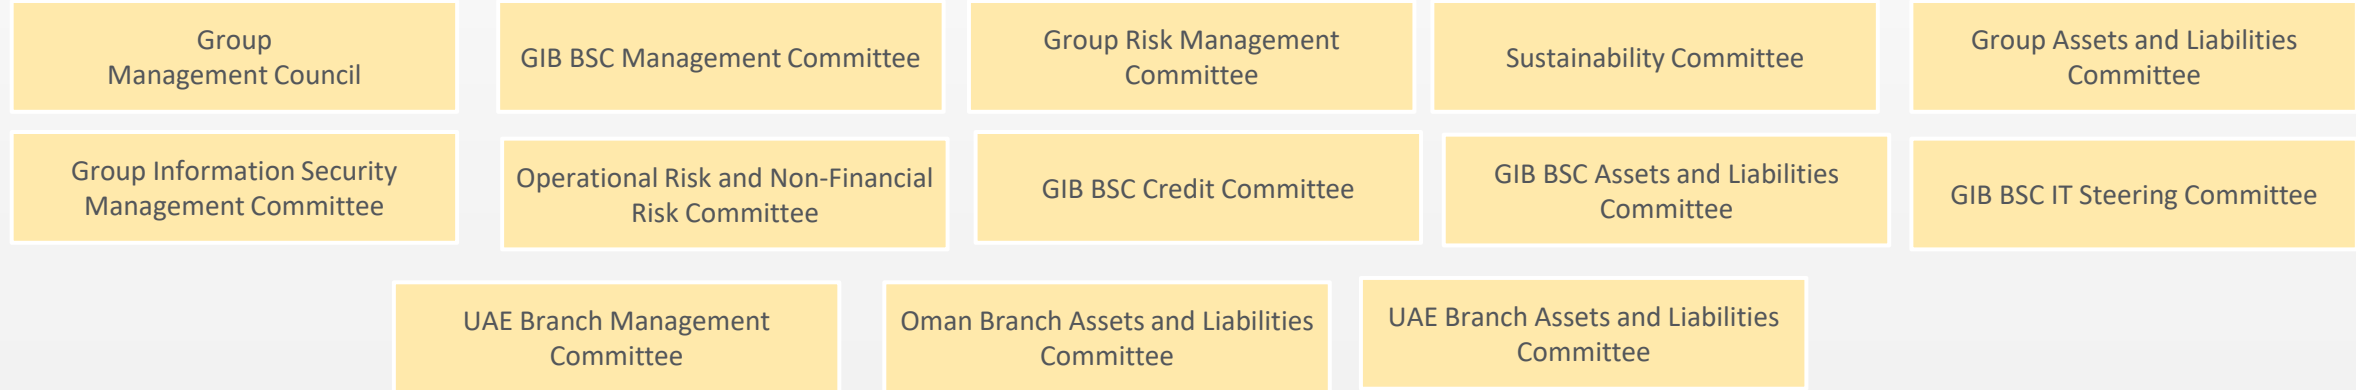 Group
Management Council
GIB BSC Management Committee
Group Risk Management
Committee
Sustainability Committee
Group Assets and Liabilities
Committee
Group Information Security
Management Committee
Operational Risk and Non-Financial
Risk Committee
GIB BSC Credit Committee
GIB BSC Assets and Liabilities
Committee
GIB BSC IT Steering Committee
UAE Branch Management
Committee
Oman Branch Assets and Liabilities
Committee
UAE Branch Assets and Liabilities
Committee